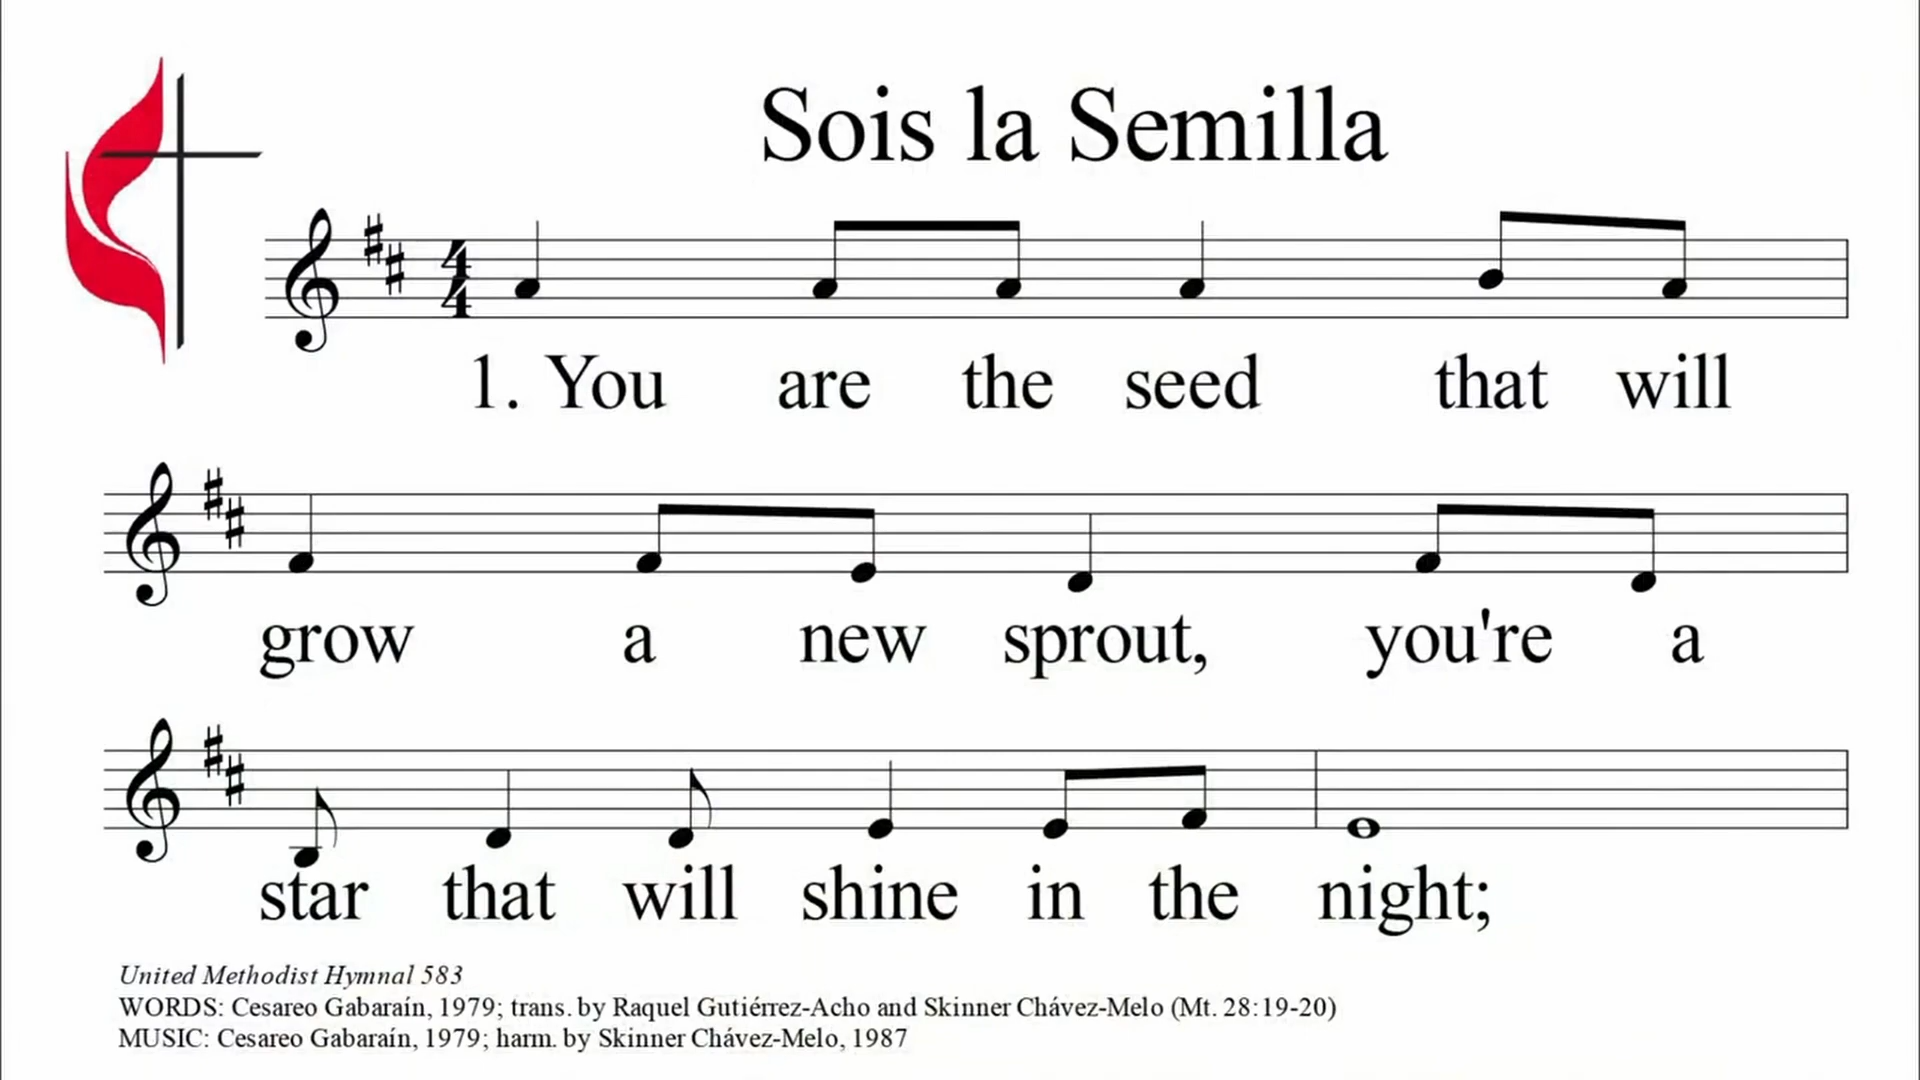 Sois la Semilla
4
4
1. You are the seed that will
grow a new sprout, you're a
star that will shine in the night;
United Methodist Hymnal 583
WORDS: Cesareo Gabaraín, 1979; trans. by Raquel Gutiérrez-Acho and Skinner Chávez-Melo (Mt. 28:19-20)
MUSIC: Cesareo Gabaraín, 1979; harm. by Skinner Chávez-Melo, 1987